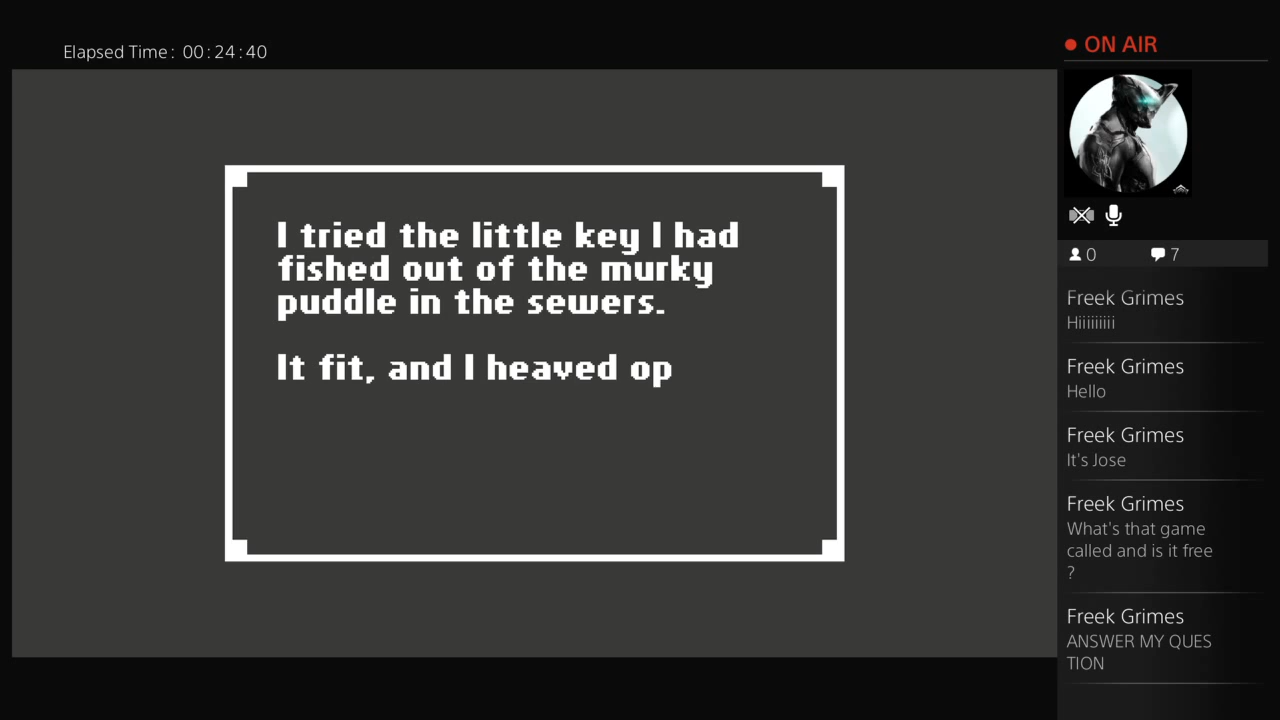 Elapsed Time: 00:24:40
ON AIR
I tried the little key I had
fished out of the murky
puddle in the sewers.
It fit, and I heaved op
0 7
Freek Grimes
Hiiiiiiiii
Freek Grimes
Hello
Freek Grimes
It's Jose
Freek Grimes
What's that game
called and is it free
?
Freek Grimes
ANSWER MY QUES
TION